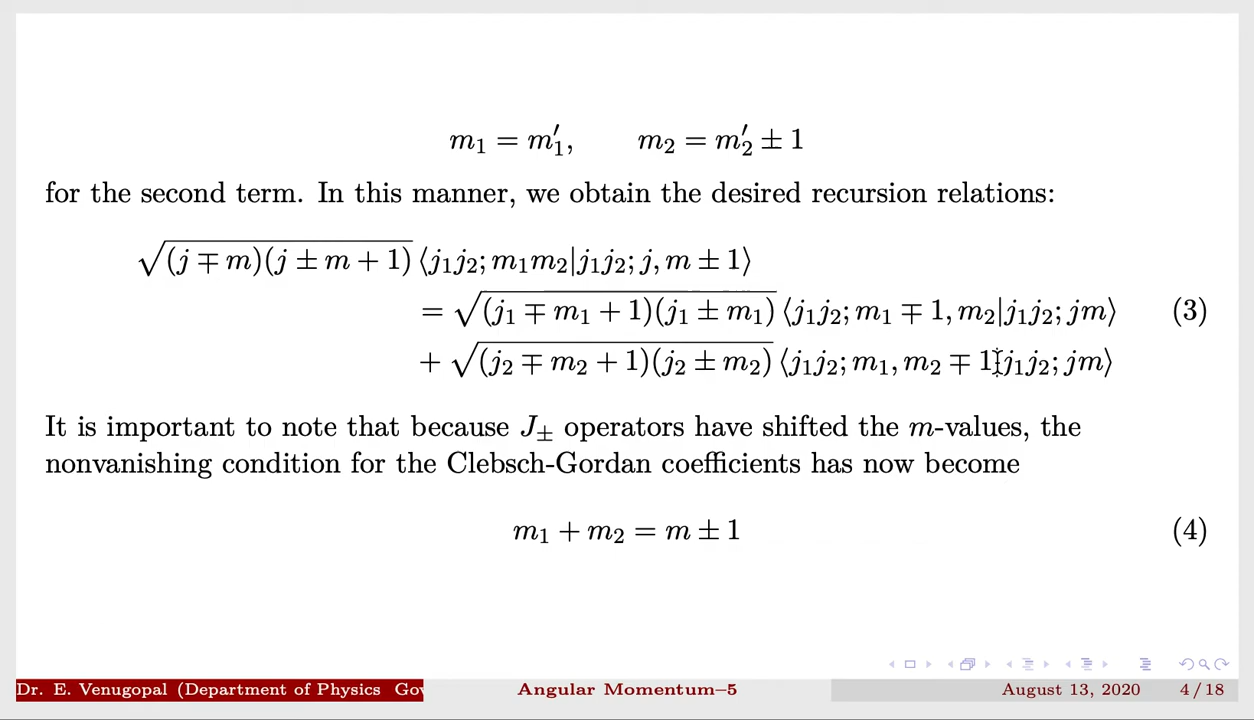 m₁ = m′₁, m₂ = m′₂ ± 1
for the second term. In this manner, we obtain the desired recursion relations:
√(j ∓ m)(j ± m + 1) ⟨j₁j₂; m₁m₂|j₁j₂; j, m ± 1⟩
= √(j₁ ∓ m₁ + 1)(j₁ ± m₁) ⟨j₁j₂; m₁ ∓ 1, m₂|j₁j₂; jm⟩ (3)
+ √(j₂ ∓ m₂ + 1)(j₂ ± m₂) ⟨j₁j₂; m₁, m₂ ∓ 1|j₁j₂; jm⟩
It is important to note that because J± operators have shifted the m-values, the
nonvanishing condition for the Clebsch-Gordan coefficients has now become
m₁ + m₂ = m ± 1 (4)
Dr. E. Venugopal (Department of Physics Gov Angular Momentum–5 August 13, 2020 4 / 18